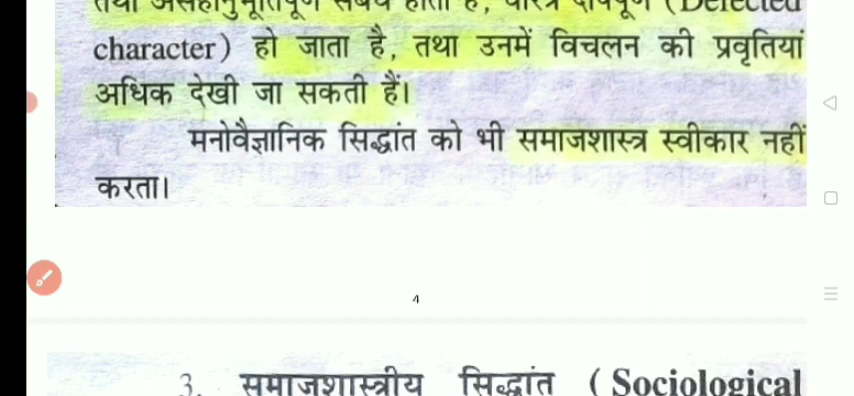 तथा असहानुभूतिपूर्ण संबंध होता है, चरित्र दोषपूर्ण (Defected
character) हो जाता है, तथा उनमें विचलन की प्रवृतियां
अधिक देखी जा सकती हैं।
मनोवैज्ञानिक सिद्धांत को भी समाजशास्त्र स्वीकार नहीं
करता।
4
3. समाजशास्त्रीय सिद्धांत (Sociological